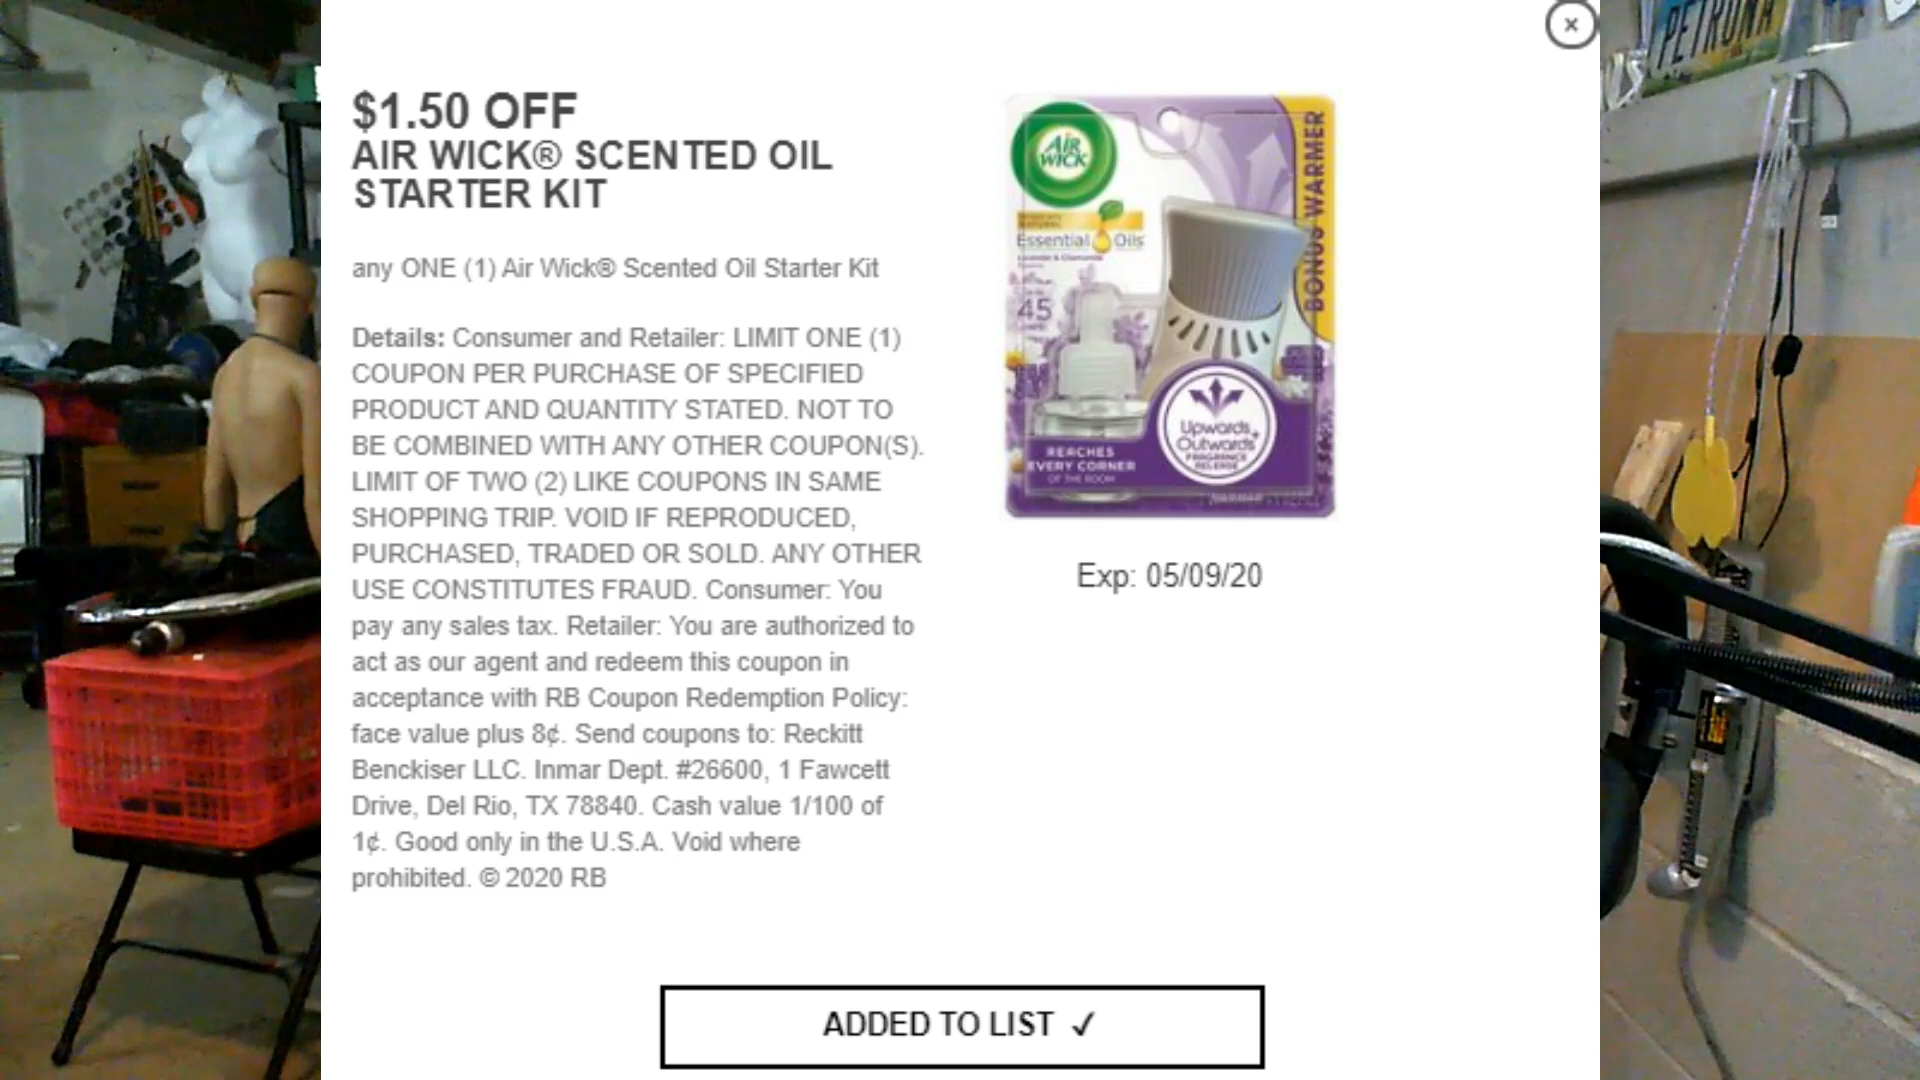 PETRONA
$1.50 OFF
AIR WICK® SCENTED OIL
STARTER KIT
any ONE (1) Air Wick® Scented Oil Starter Kit
Details: Consumer and Retailer: LIMIT ONE (1)
COUPON PER PURCHASE OF SPECIFIED
PRODUCT AND QUANTITY STATED. NOT TO
BE COMBINED WITH ANY OTHER COUPON(S).
LIMIT OF TWO (2) LIKE COUPONS IN SAME
SHOPPING TRIP. VOID IF REPRODUCED,
PURCHASED, TRADED OR SOLD. ANY OTHER
USE CONSTITUTES FRAUD. Consumer: You
pay any sales tax. Retailer: You are authorized to
act as our agent and redeem this coupon in
acceptance with RB Coupon Redemption Policy:
face value plus 8¢. Send coupons to: Reckitt
Benckiser LLC. Inmar Dept. #26600, 1 Fawcett
Drive, Del Rio, TX 78840. Cash value 1/100 of
1¢. Good only in the U.S.A. Void where
prohibited. © 2020 RB
AIR
WICK
NATURAL
Essential Oils
Lavender & Chamomile
45
BONUS WARMER
Upwards
Outwards+
FRAGRANCE
RELEASE
REACHES
EVERY CORNER
OF THE ROOM
Exp: 05/09/20
ADDED TO LIST ✓